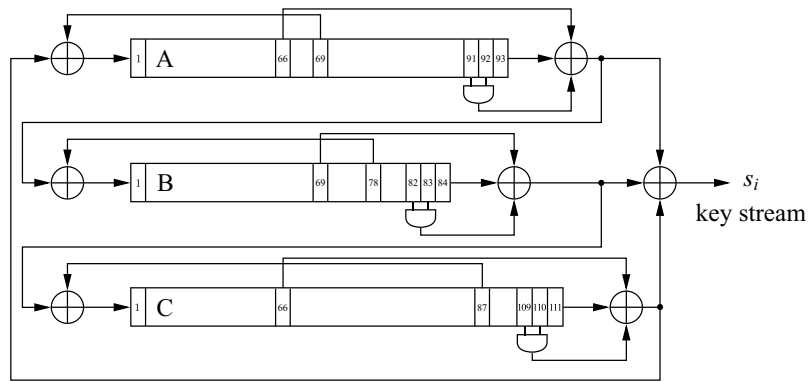 1 A 66 69 91 92 93
1 B 69 78 82 83 84
s_i
key stream
1 C 66 87 109 110 111